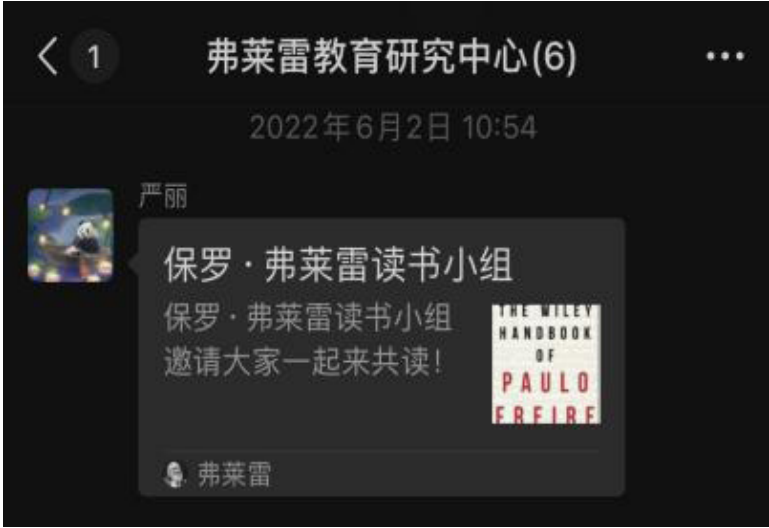 1
弗莱雷教育研究中心(6)
2022年6月2日 10:54
严丽
保罗·弗莱雷读书小组
保罗·弗莱雷读书小组
邀请大家一起来共读!
THE WILEY
HANDBOOK
OF
PAULO
FREIRE
弗莱雷